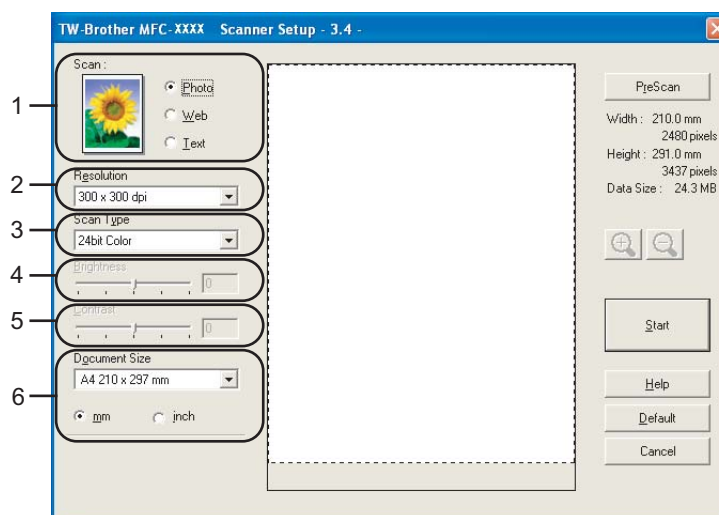 TW-Brother MFC-XXXX Scanner Setup - 3.4 -
1
Scan :
Photo
Web
Text
2
Resolution
300 x 300 dpi
3
Scan Type
24bit Color
4
Brightness
0
5
Contrast
0
6
Document Size
A4 210 x 297 mm
mm
inch
PreScan
Width : 210.0 mm
2480 pixels
Height : 291.0 mm
3437 pixels
Data Size : 24.3 MB
Start
Help
Default
Cancel